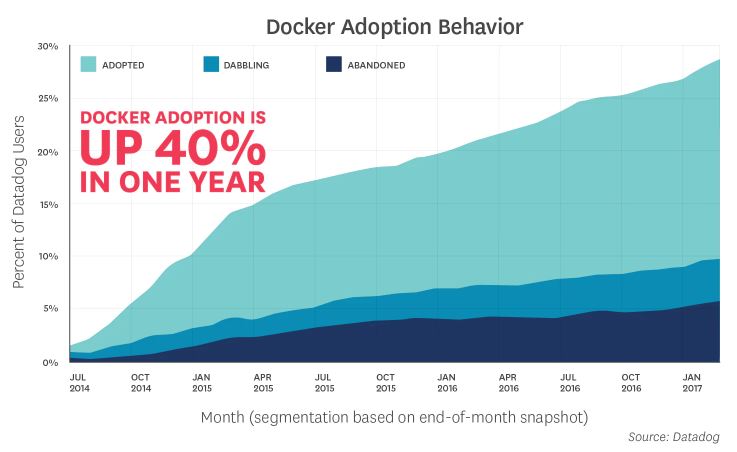 Docker Adoption Behavior
30%
ADOPTED DABBLING ABANDONED
25%
DOCKER ADOPTION IS
UP 40%
IN ONE YEAR
20%
15%
10%
5%
0%
Percent of Datadog Users
JUL 2014
OCT 2014
JAN 2015
APR 2015
JUL 2015
OCT 2015
JAN 2016
APR 2016
JUL 2016
OCT 2016
JAN 2017
Month (segmentation based on end-of-month snapshot)
Source: Datadog